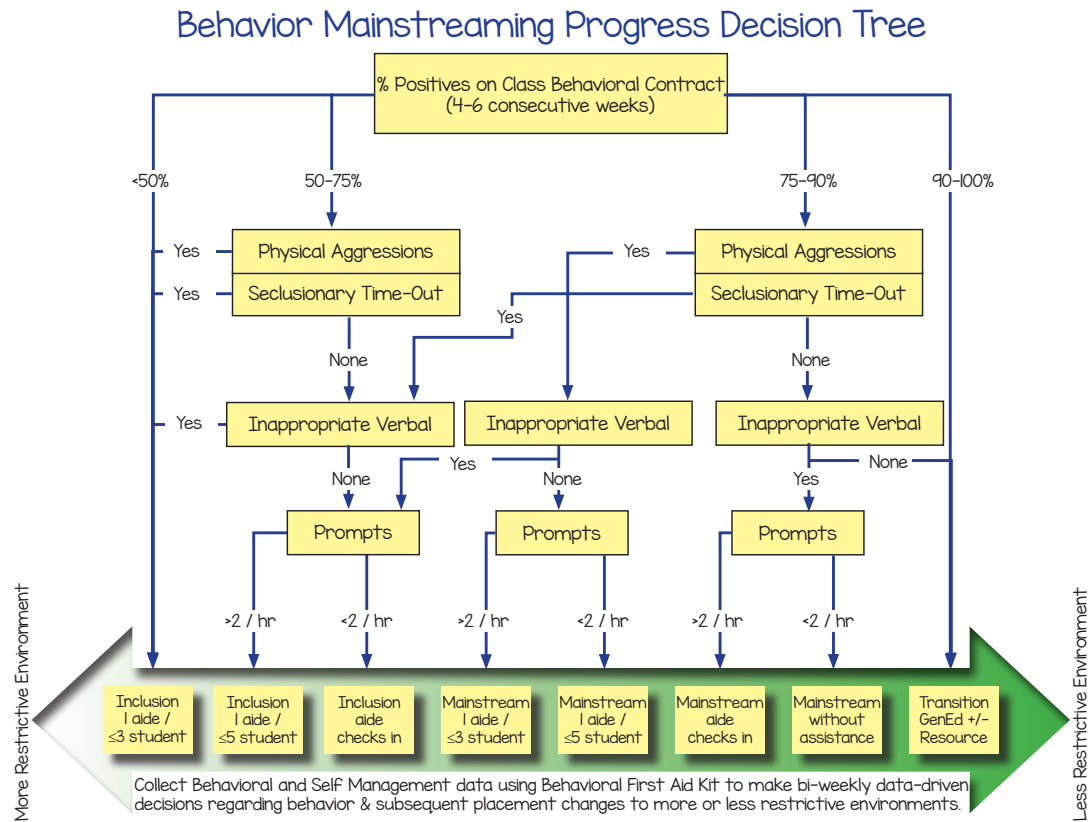 Behavior Mainstreaming Progress Decision Tree
% Positives on Class Behavioral Contract
(4-6 consecutive weeks)
<50%
50-75%
75-90%
90-100%
Yes
Physical Aggressions
Yes
Physical Aggressions
Yes
Seclusionary Time-Out
Yes
Seclusionary Time-Out
None
None
Yes
Inappropriate Verbal
Inappropriate Verbal
Inappropriate Verbal
None
Yes
None
Yes
None
Prompts
Prompts
Prompts
>2 / hr
<2 / hr
>2 / hr
<2 / hr
>2 / hr
<2 / hr
More Restrictive Environment
Less Restrictive Environment
Inclusion
1 aide /
≤3 student
Inclusion
1 aide /
≤5 student
Inclusion
aide
checks in
Mainstream
1 aide /
≤3 student
Mainstream
1 aide /
≤5 student
Mainstream
aide
checks in
Mainstream
without
assistance
Transition
GenEd +/-
Resource
Collect Behavioral and Self Management data using Behavioral First Aid Kit to make bi-weekly data-driven
decisions regarding behavior & subsequent placement changes to more or less restrictive environments.